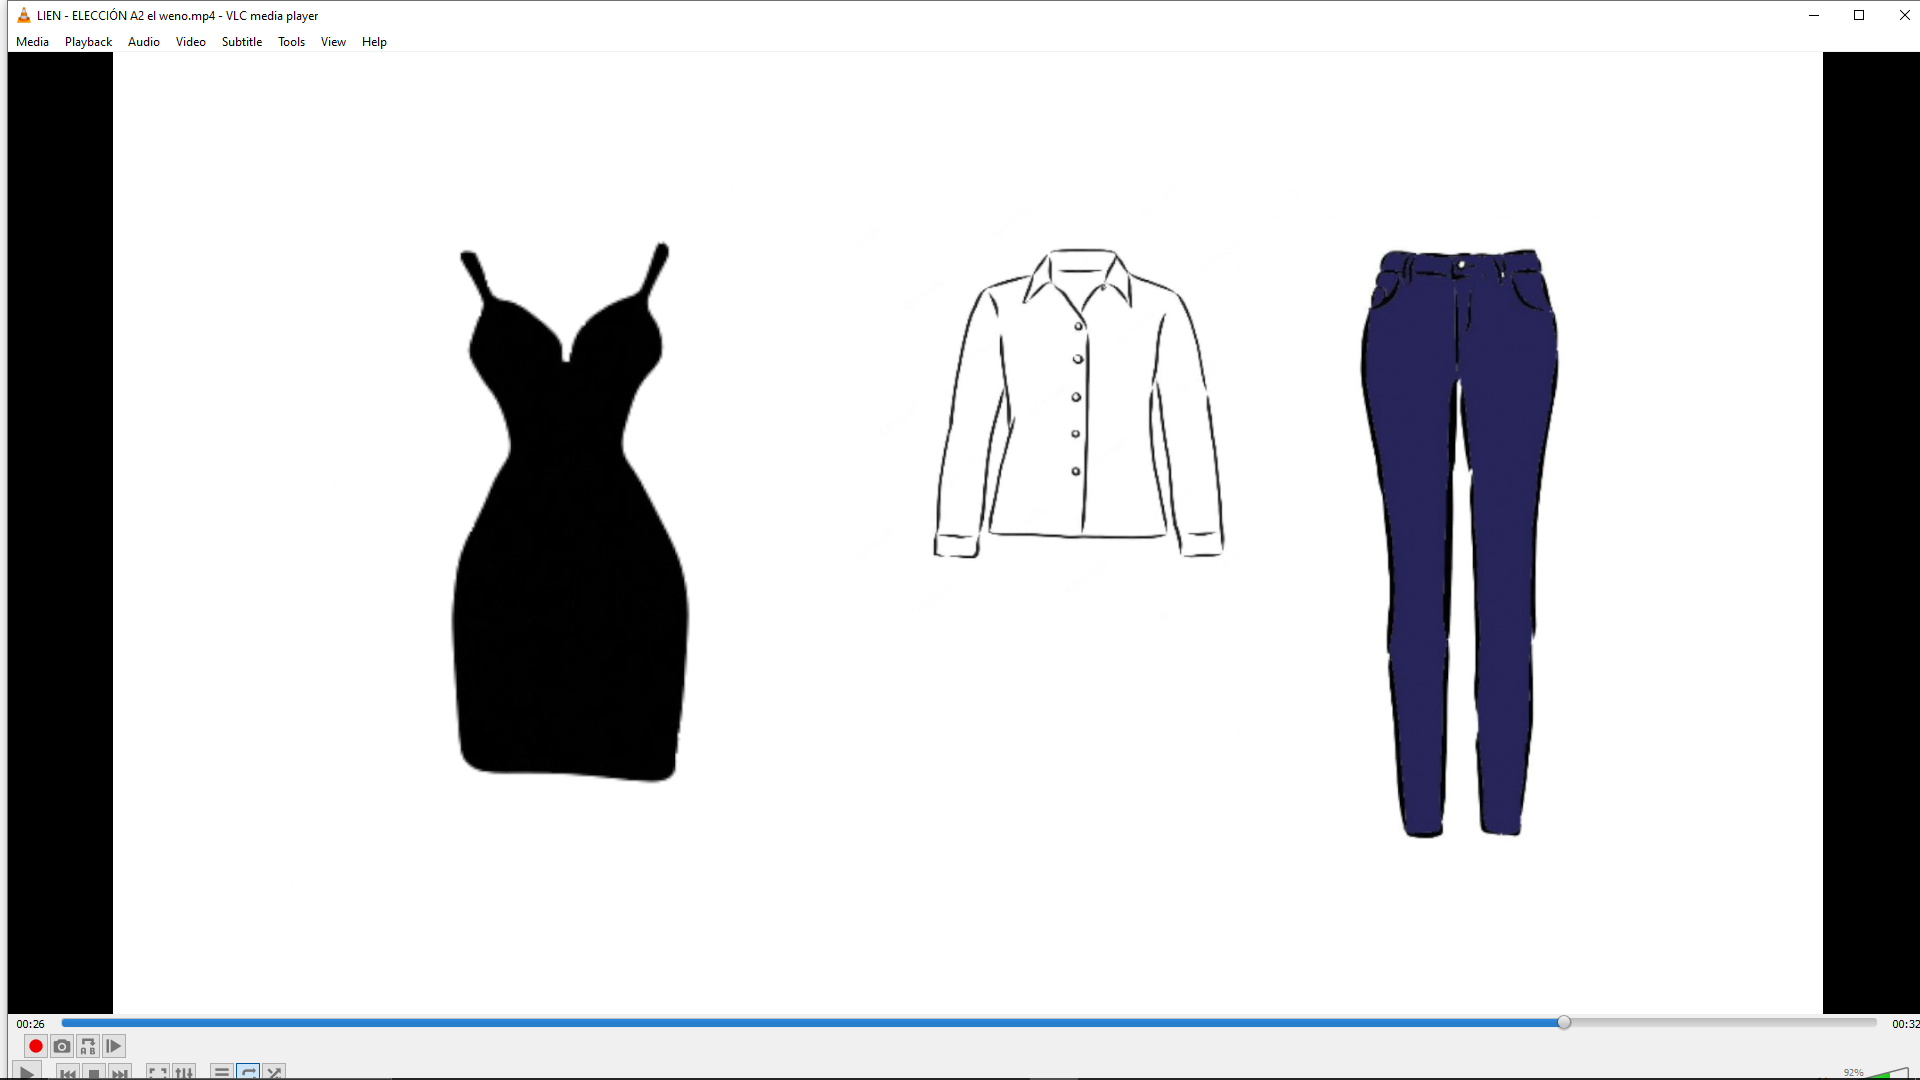 LIEN - ELECCIÓN A2 el weno.mp4 - VLC media player
Media Playback Audio Video Subtitle Tools View Help
00:26
00:32
A B
92%